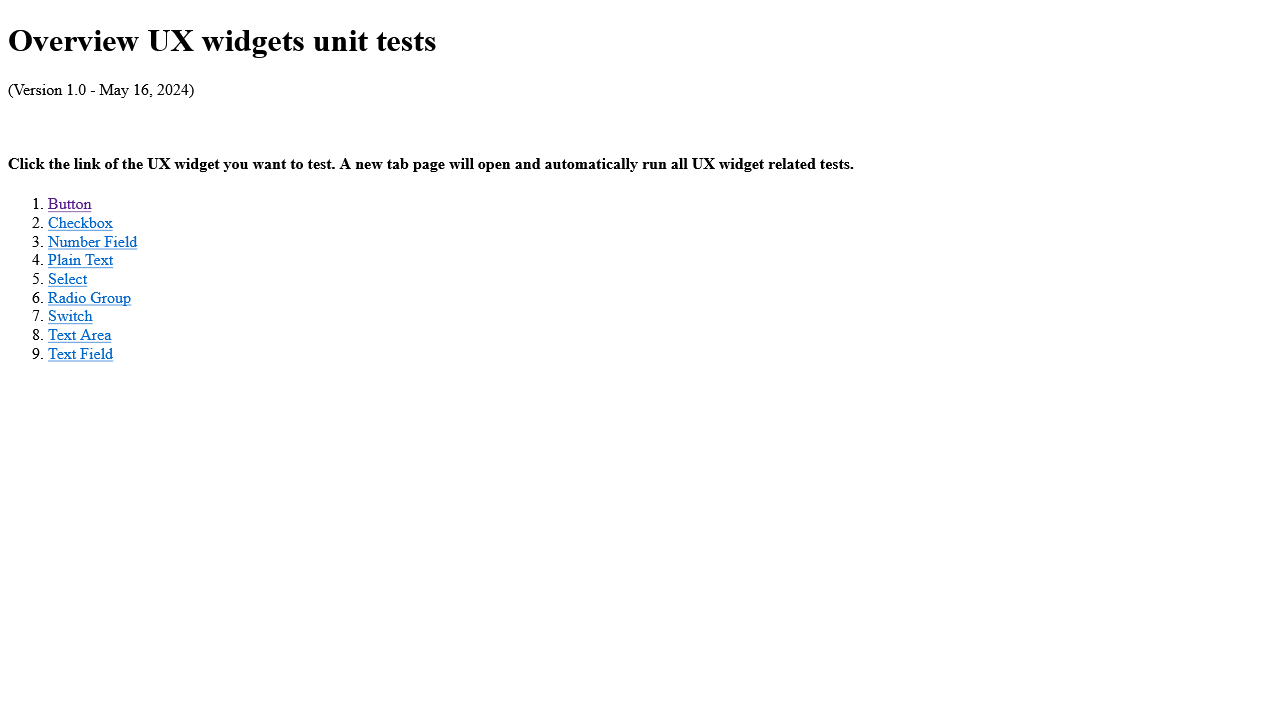 Overview UX widgets unit tests
(Version 1.0 - May 16, 2024)
Click the link of the UX widget you want to test. A new tab page will open and automatically run all UX widget related tests.
1. Button
2. Checkbox
3. Number Field
4. Plain Text
5. Select
6. Radio Group
7. Switch
8. Text Area
9. Text Field